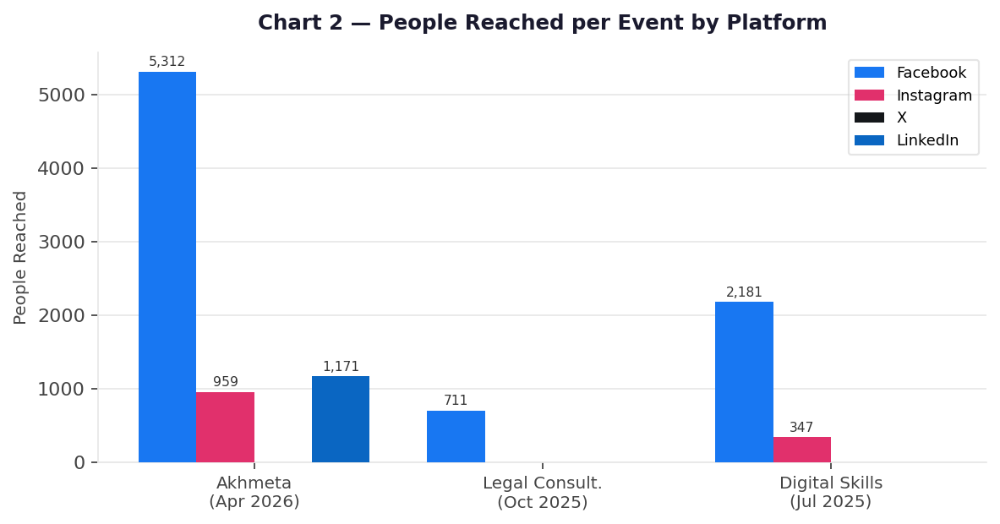 Chart 2 — People Reached per Event by Platform
5,312
Facebook
Instagram
X
LinkedIn
5000
4000
3000
2000
1000
0
People Reached
959
1,171
711
2,181
347
Akhmeta
(Apr 2026)
Legal Consult.
(Oct 2025)
Digital Skills
(Jul 2025)